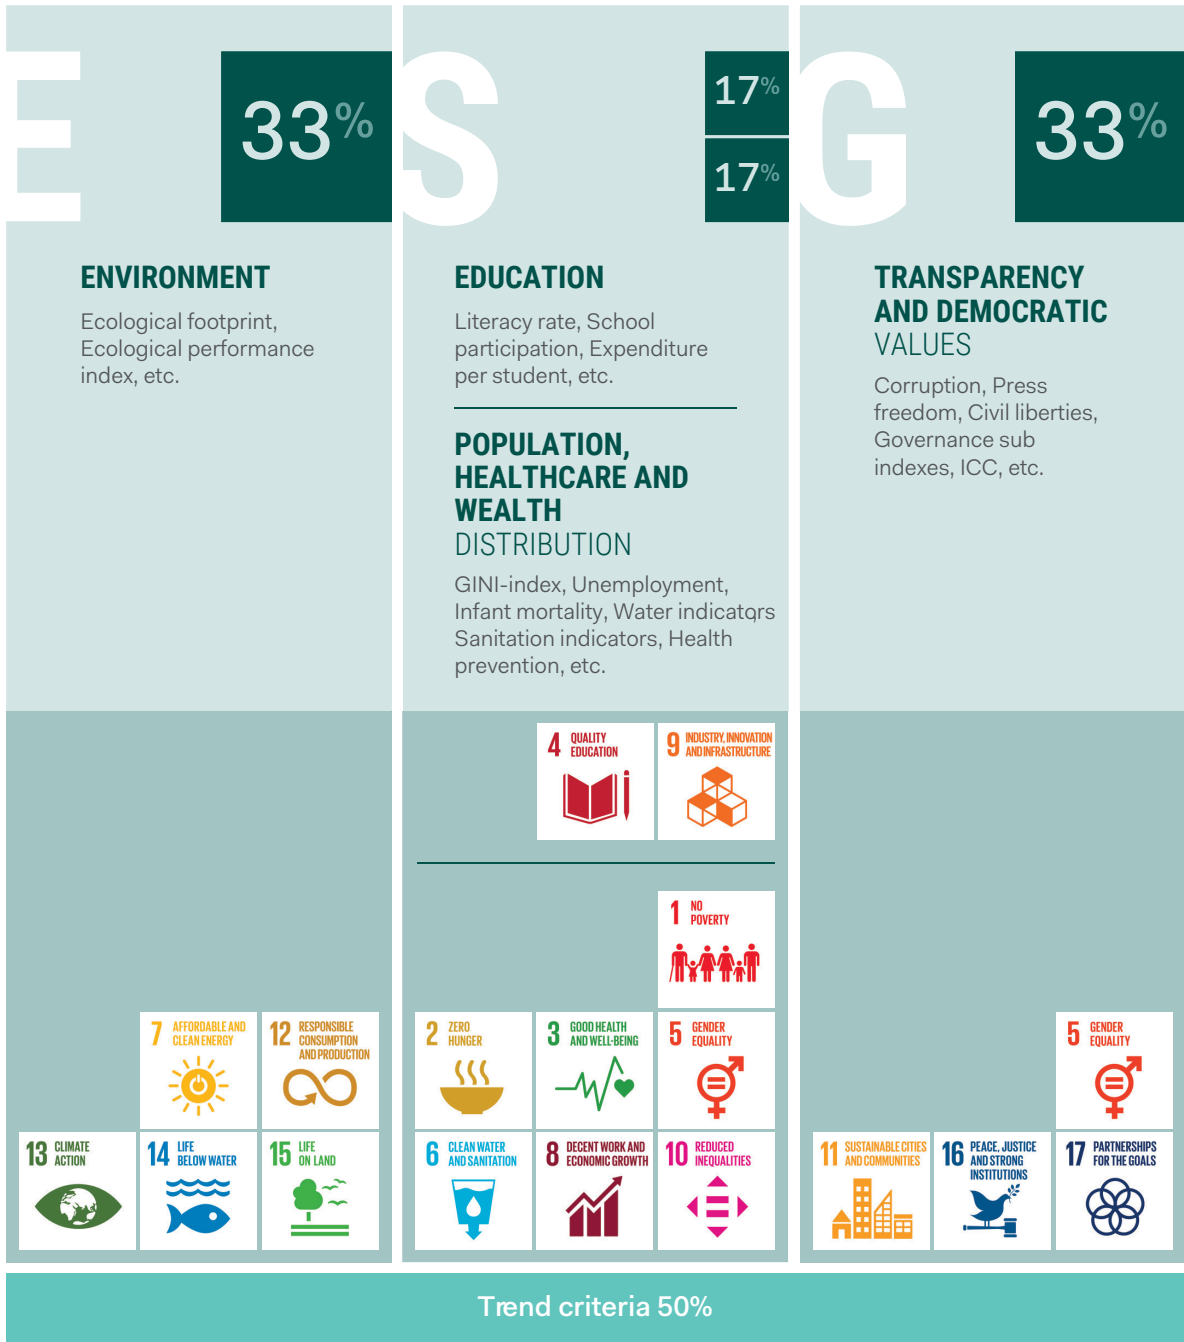 E
33%
ENVIRONMENT
Ecological footprint,
Ecological performance
index, etc.
S
17%
17%
EDUCATION
Literacy rate, School
participation, Expenditure
per student, etc.
POPULATION,
HEALTHCARE AND
WEALTH
DISTRIBUTION
GINI-index, Unemployment,
Infant mortality, Water indicators
Sanitation indicators, Health
prevention, etc.
G
33%
TRANSPARENCY
AND DEMOCRATIC
VALUES
Corruption, Press
freedom, Civil liberties,
Governance sub
indexes, ICC, etc.
7 AFFORDABLE AND
CLEAN ENERGY
12 RESPONSIBLE
CONSUMPTION
AND PRODUCTION
13 CLIMATE
ACTION
14 LIFE
BELOW WATER
15 LIFE
ON LAND
4 QUALITY
EDUCATION
9 INDUSTRY, INNOVATION
AND INFRASTRUCTURE
1 NO
POVERTY
2 ZERO
HUNGER
3 GOOD HEALTH
AND WELL-BEING
5 GENDER
EQUALITY
6 CLEAN WATER
AND SANITATION
8 DECENT WORK AND
ECONOMIC GROWTH
10 REDUCED
INEQUALITIES
5 GENDER
EQUALITY
11 SUSTAINABLE CITIES
AND COMMUNITIES
16 PEACE, JUSTICE
AND STRONG
INSTITUTIONS
17 PARTNERSHIPS
FOR THE GOALS
Trend criteria 50%